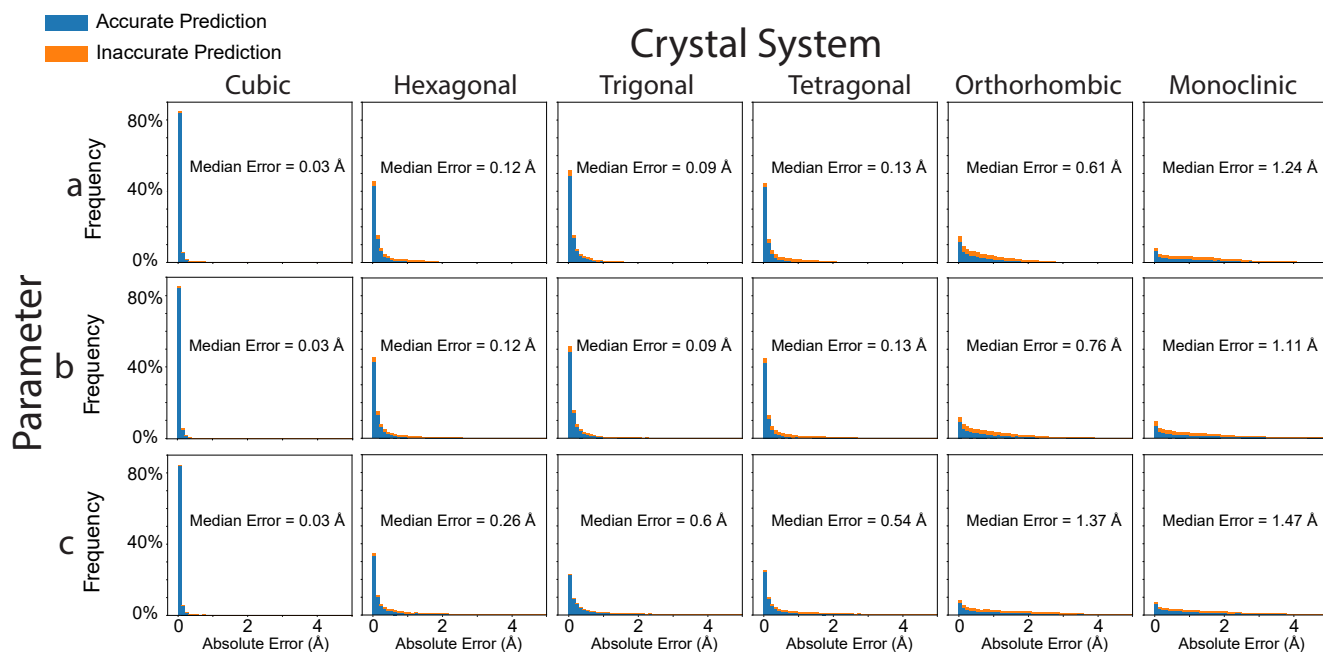 Accurate Prediction
Inaccurate Prediction
Crystal System
Cubic Hexagonal Trigonal Tetragonal Orthorhombic Monoclinic
Parameter
a
Frequency
80%
40%
0%
Median Error = 0.03 Å
Median Error = 0.12 Å
Median Error = 0.09 Å
Median Error = 0.13 Å
Median Error = 0.61 Å
Median Error = 1.24 Å
b
Frequency
80%
40%
0%
Median Error = 0.03 Å
Median Error = 0.12 Å
Median Error = 0.09 Å
Median Error = 0.13 Å
Median Error = 0.76 Å
Median Error = 1.11 Å
c
Frequency
80%
40%
0%
Median Error = 0.03 Å
Median Error = 0.26 Å
Median Error = 0.6 Å
Median Error = 0.54 Å
Median Error = 1.37 Å
Median Error = 1.47 Å
0 2 4 0 2 4 0 2 4 0 2 4 0 2 4 0 2 4
Absolute Error (Å) Absolute Error (Å) Absolute Error (Å) Absolute Error (Å) Absolute Error (Å) Absolute Error (Å)